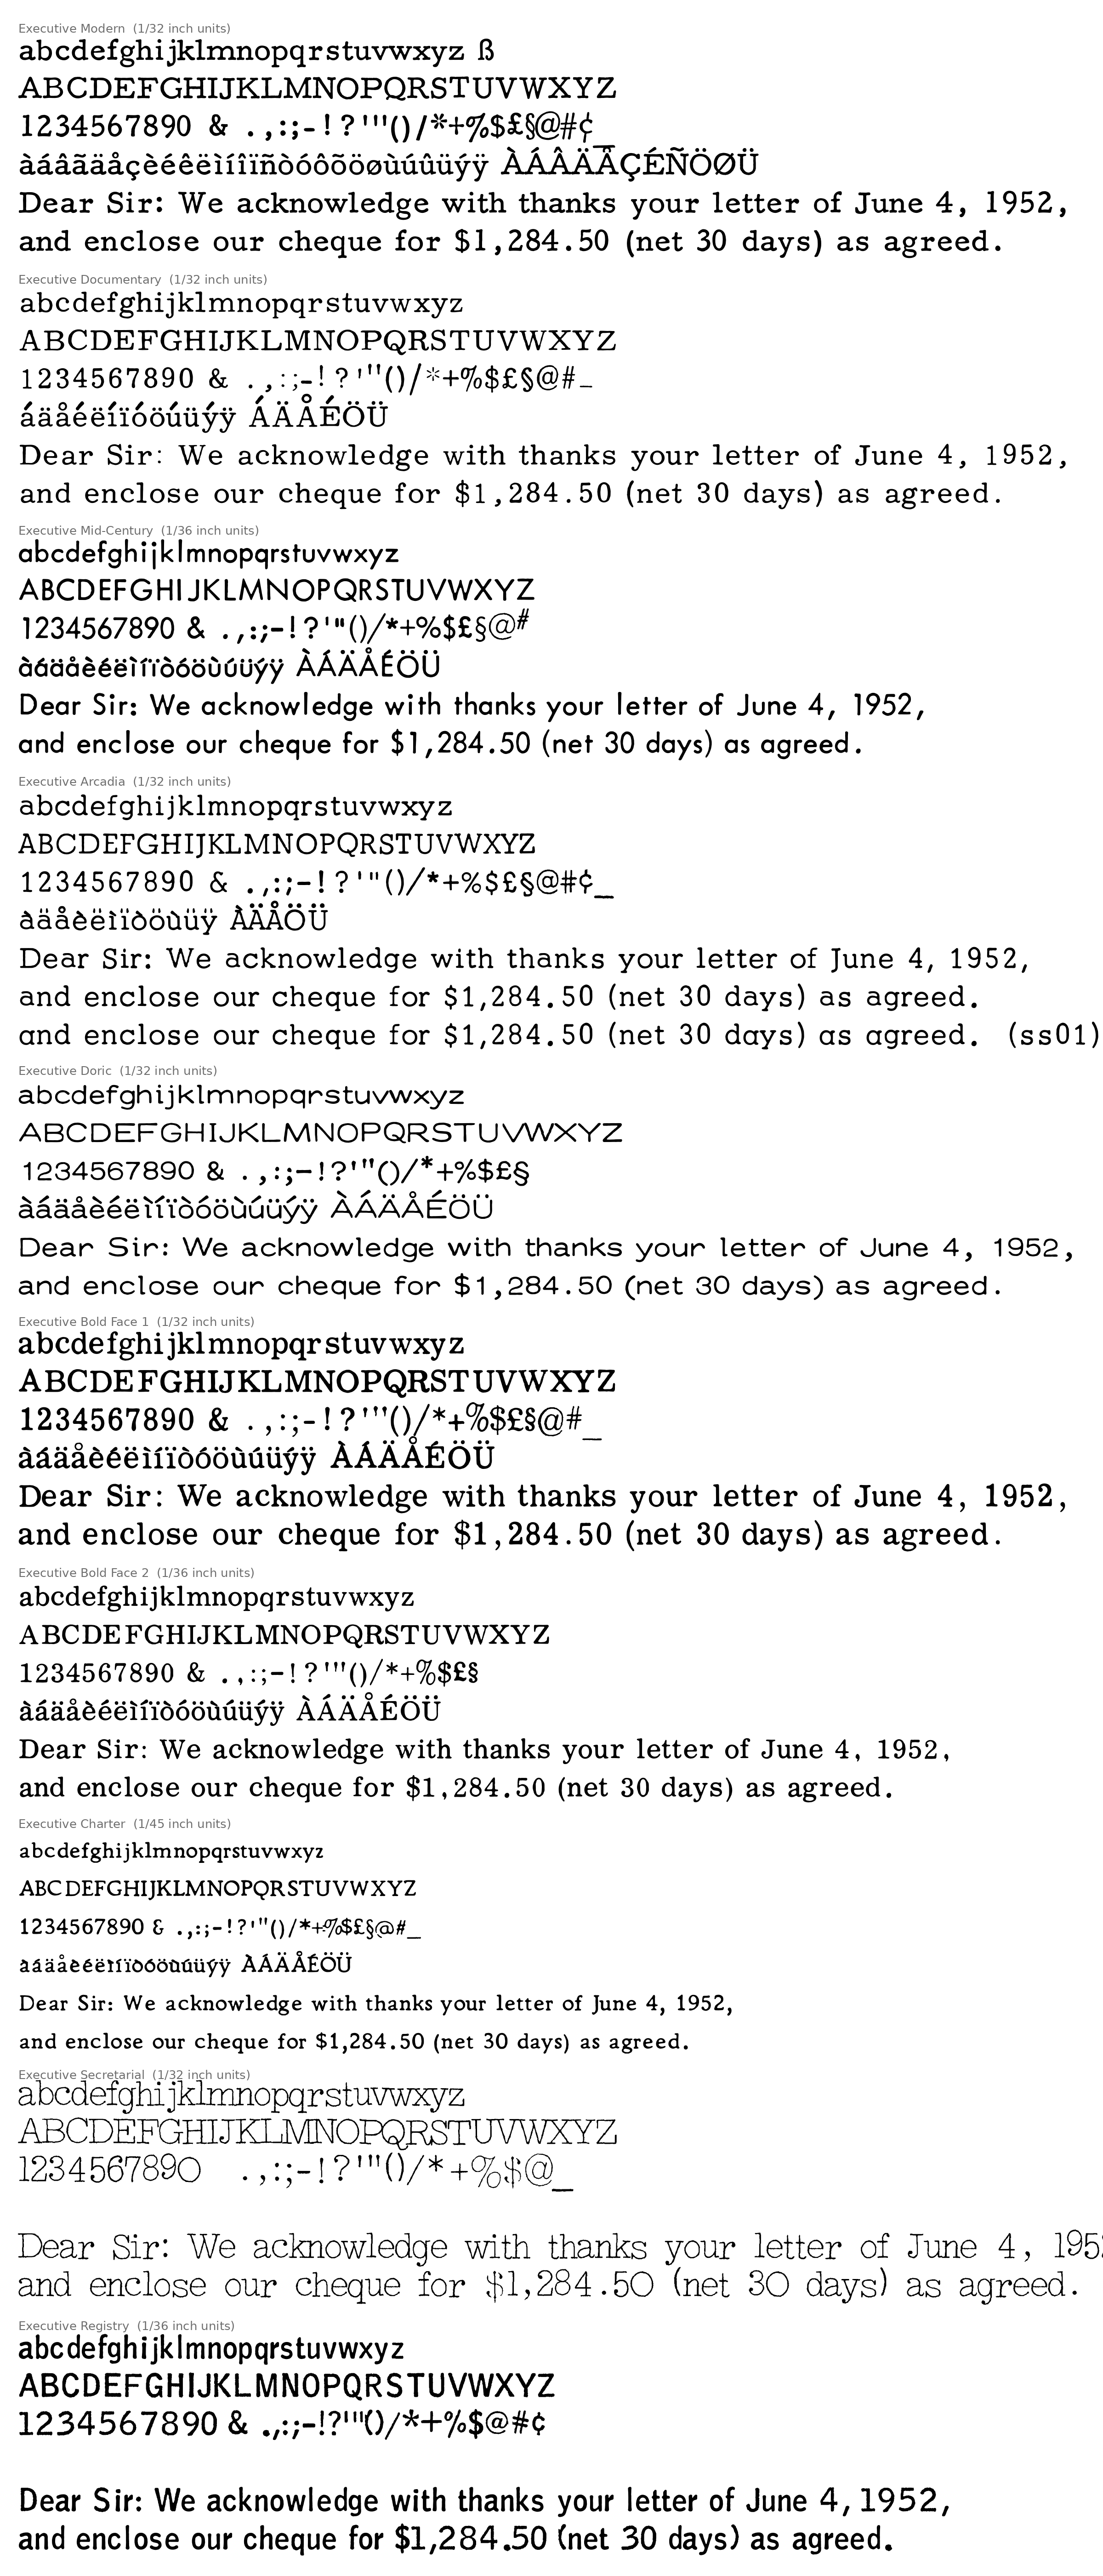 Executive Modern (1/32 inch units)
abcdefghijklmnopqrstuvwxyz ß
ABCDEFGHIJKLMNOPQRSTUVWXYZ
1234567890 & .,:;-!?'"()/*+%$£§@#¢_
àáâãäåçèéêëìíîïñòóôõöøùúûüýÿ ÀÁÂÄÅÇÉÑÖØÜ
Dear Sir: We acknowledge with thanks your letter of June 4, 1952,
and enclose our cheque for $1,284.50 (net 30 days) as agreed.
Executive Documentary (1/32 inch units)
abcdefghijklmnopqrstuvwxyz
ABCDEFGHIJKLMNOPQRSTUVWXYZ
1234567890 & .,:;-!?'"()/*+%$£§@#_
áäåéëíïóöúüýÿ ÁÄÅÉÖÜ
Dear Sir: We acknowledge with thanks your letter of June 4, 1952,
and enclose our cheque for $1,284.50 (net 30 days) as agreed.
Executive Mid-Century (1/36 inch units)
abcdefghijklmnopqrstuvwxyz
ABCDEFGHIJKLMNOPQRSTUVWXYZ
1234567890 & .,:;-!?'"()/*+%$£§@#
àáäåèéëìíïòóöùúüýÿ ÀÁÄÅÉÖÜ
Dear Sir: We acknowledge with thanks your letter of June 4, 1952,
and enclose our cheque for $1,284.50 (net 30 days) as agreed.
Executive Arcadia (1/32 inch units)
abcdefghijklmnopqrstuvwxyz
ABCDEFGHIJKLMNOPQRSTUVWXYZ
1234567890 & .,:;-!?'"()/*+%$£§@#¢_
àäåèëìïòöùüÿ ÀÄÅÖÜ
Dear Sir: We acknowledge with thanks your letter of June 4, 1952,
and enclose our cheque for $1,284.50 (net 30 days) as agreed.
and enclose our cheque for $1,284.50 (net 30 days) as agreed. (ss01)
Executive Doric (1/32 inch units)
abcdefghijklmnopqrstuvwxyz
ABCDEFGHIJKLMNOPQRSTUVWXYZ
1234567890 & .,:;-!?'"()/*+%$£§
àáäåèéëìíïòóöùúüýÿ ÀÁÄÅÉÖÜ
Dear Sir: We acknowledge with thanks your letter of June 4, 1952,
and enclose our cheque for $1,284.50 (net 30 days) as agreed.
Executive Bold Face 1 (1/32 inch units)
abcdefghijklmnopqrstuvwxyz
ABCDEFGHIJKLMNOPQRSTUVWXYZ
1234567890 & .,:;-!?'"()/*+%$£§@#_
àáäåèéëìíïòóöùúüýÿ ÀÁÄÅÉÖÜ
Dear Sir: We acknowledge with thanks your letter of June 4, 1952,
and enclose our cheque for $1,284.50 (net 30 days) as agreed.
Executive Bold Face 2 (1/36 inch units)
abcdefghijklmnopqrstuvwxyz
ABCDEFGHIJKLMNOPQRSTUVWXYZ
1234567890 & .,:;-!?'"()/*+%$£§
àáäåèéëìíïòóöùúüýÿ ÀÁÄÅÉÖÜ
Dear Sir: We acknowledge with thanks your letter of June 4, 1952,
and enclose our cheque for $1,284.50 (net 30 days) as agreed.
Executive Charter (1/45 inch units)
abcdefghijklmnopqrstuvwxyz
ABCDEFGHIJKLMNOPQRSTUVWXYZ
1234567890 & .,:;-!?'"()/*+%$£§@#_
àáäåèéëìíïòóöùúüýÿ ÀÁÄÅÉÖÜ
Dear Sir: We acknowledge with thanks your letter of June 4, 1952,
and enclose our cheque for $1,284.50 (net 30 days) as agreed.
Executive Secretarial (1/32 inch units)
abcdefghijklmnopqrstuvwxyz
ABCDEFGHIJKLMNOPQRSTUVWXYZ
1234567890 .,:;-!?'"()/*+%$@_
Dear Sir: We acknowledge with thanks your letter of June 4, 195
and enclose our cheque for $1,284.50 (net 30 days) as agreed.
Executive Registry (1/36 inch units)
abcdefghijklmnopqrstuvwxyz
ABCDEFGHIJKLMNOPQRSTUVWXYZ
1234567890 & .,:;-!?'"()/*+%$@#¢
Dear Sir: We acknowledge with thanks your letter of June 4, 1952,
and enclose our cheque for $1,284.50 (net 30 days) as agreed.